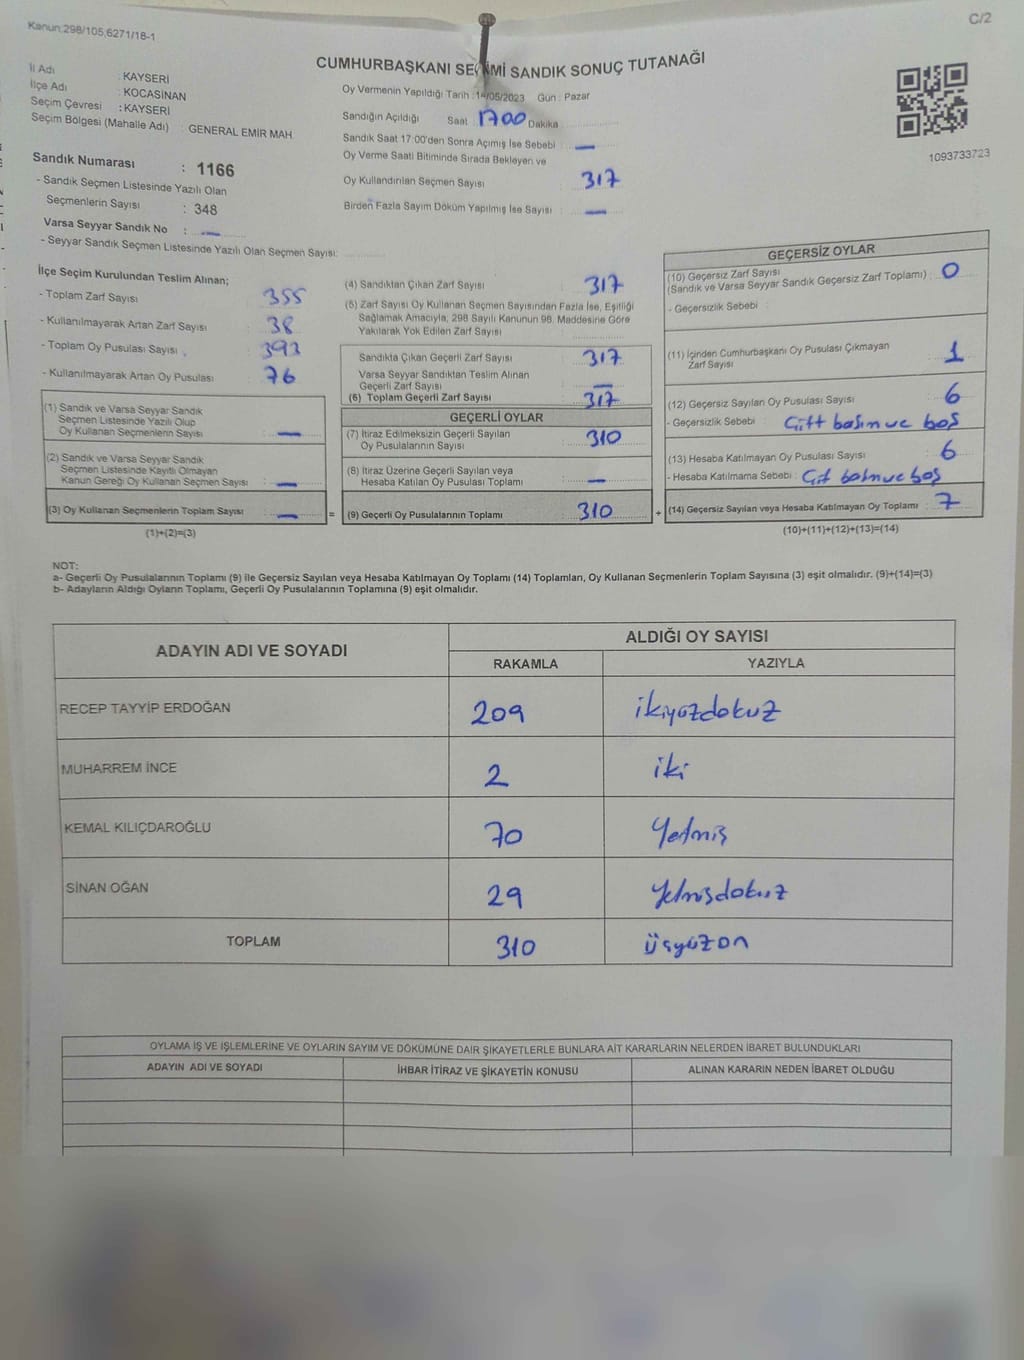 Kanun:298/105,6271/18-1
C/2
CUMHURBAŞKANI SEÇİMİ SANDIK SONUÇ TUTANAĞI
İl Adı : KAYSERİ
İlçe Adı : KOCASİNAN
Seçim Çevresi : KAYSERİ
Seçim Bölgesi (Mahalle Adı) : GENERAL EMİR MAH
Sandık Numarası : 1166
- Sandık Seçmen Listesinde Yazılı Olan
Seçmenlerin Sayısı : 348
Varsa Seyyar Sandık No : —
- Seyyar Sandık Seçmen Listesinde Yazılı Olan Seçmen Sayısı:
Oy Vermenin Yapıldığı Tarih : 14/05/2023 Gün : Pazar
Sandığın Açıldığı Saat : 1700 Dakika
Sandık Saat 17:00'den Sonra Açımış İse Sebebi : —
Oy Verme Saati Bitiminde Sırada Bekleyen ve
Oy Kullandırılan Seçmen Sayısı : 317
Birden Fazla Sayım Döküm Yapılmış İse Sayısı : —
1093733723
İlçe Seçim Kurulundan Teslim Alınan;
- Toplam Zarf Sayısı : 355
- Kullanılmayarak Artan Zarf Sayısı : 38
- Toplam Oy Pusulası Sayısı : 393
- Kullanılmayarak Artan Oy Pusulası : 76
(1) Sandık ve Varsa Seyyar Sandık
Seçmen Listesinde Yazılı Olup
Oy Kullanan Seçmenlerin Sayısı : —
(2) Sandık ve Varsa Seyyar Sandık
Seçmen Listesinde Kayıtlı Olmayan
Kanun Gereği Oy Kullanan Seçmen Sayısı : —
(3) Oy Kullanan Seçmenlerin Toplam Sayısı : —
(1)+(2)=(3)
(4) Sandıktan Çıkan Zarf Sayısı : 317
(5) Zarf Sayısı Oy Kullanan Seçmen Sayısından Fazla İse, Eşitliği
Sağlamak Amacıyla, 298 Sayılı Kanunun 98. Maddesine Göre
Yakılarak Yok Edilen Zarf Sayısı :
Sandıkta Çıkan Geçerli Zarf Sayısı : 317
Varsa Seyyar Sandıktan Teslim Alınan
Geçerli Zarf Sayısı : —
(6) Toplam Geçerli Zarf Sayısı : 317
GEÇERLİ OYLAR
(7) İtiraz Edilmeksizin Geçerli Sayılan
Oy Pusulalarının Sayısı : 310
(8) İtiraz Üzerine Geçerli Sayılan veya
Hesaba Katılan Oy Pusulası Toplamı : —
(9) Geçerli Oy Pusulalarının Toplamı : 310
=
+
GEÇERSİZ OYLAR
(10) Geçersiz Zarf Sayısı
(Sandık ve Varsa Seyyar Sandık Geçersiz Zarf Toplamı) : 0
- Geçersizlik Sebebi :
(11) İçinden Cumhurbaşkanı Oy Pusulası Çıkmayan
Zarf Sayısı : 1
(12) Geçersiz Sayılan Oy Pusulası Sayısı : 6
- Geçersizlik Sebebi : Çift basım ve boş
(13) Hesaba Katılmayan Oy Pusulası Sayısı : 6
- Hesaba Katılmama Sebebi : Çift basım ve boş
(14) Geçersiz Sayılan veya Hesaba Katılmayan Oy Toplamı : 7
(10)+(11)+(12)+(13)=(14)
NOT:
a- Geçerli Oy Pusulalarının Toplamı (9) ile Geçersiz Sayılan veya Hesaba Katılmayan Oy Toplamı (14) Toplamları, Oy Kullanan Seçmenlerin Toplam Sayısına (3) eşit olmalıdır. (9)+(14)=(3)
b- Adayların Aldığı Oyların Toplamı, Geçerli Oy Pusulalarının Toplamına (9) eşit olmalıdır.
ADAYIN ADI VE SOYADI
ALDIĞI OY SAYISI
RAKAMLA YAZIYLA
RECEP TAYYİP ERDOĞAN 209 ikiyüzdokuz
MUHARREM İNCE 2 iki
KEMAL KILIÇDAROĞLU 70 Yetmiş
SİNAN OĞAN 29 Yetmişdokuz
TOPLAM 310 üçyüzon
OYLAMA İŞ VE İŞLEMLERİNE VE OYLARIN SAYIM VE DÖKÜMÜNE DAİR ŞİKAYETLERLE BUNLARA AİT KARARLARIN NELERDEN İBARET BULUNDUKLARI
ADAYIN ADI VE SOYADI İHBAR İTİRAZ VE ŞİKAYETİN KONUSU ALINAN KARARIN NEDEN İBARET OLDUĞU